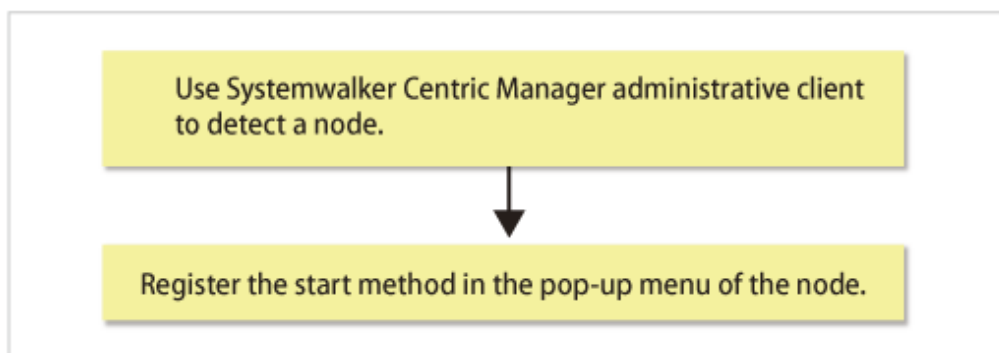 Use Systemwalker Centric Manager administrative client
to detect a node.
Register the start method in the pop-up menu of the node.